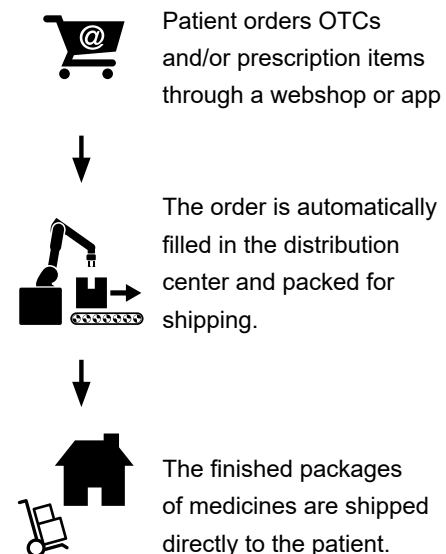 @
Patient orders OTCs
and/or prescription items
through a webshop or app
The order is automatically
filled in the distribution
center and packed for
shipping.
The finished packages
of medicines are shipped
directly to the patient.